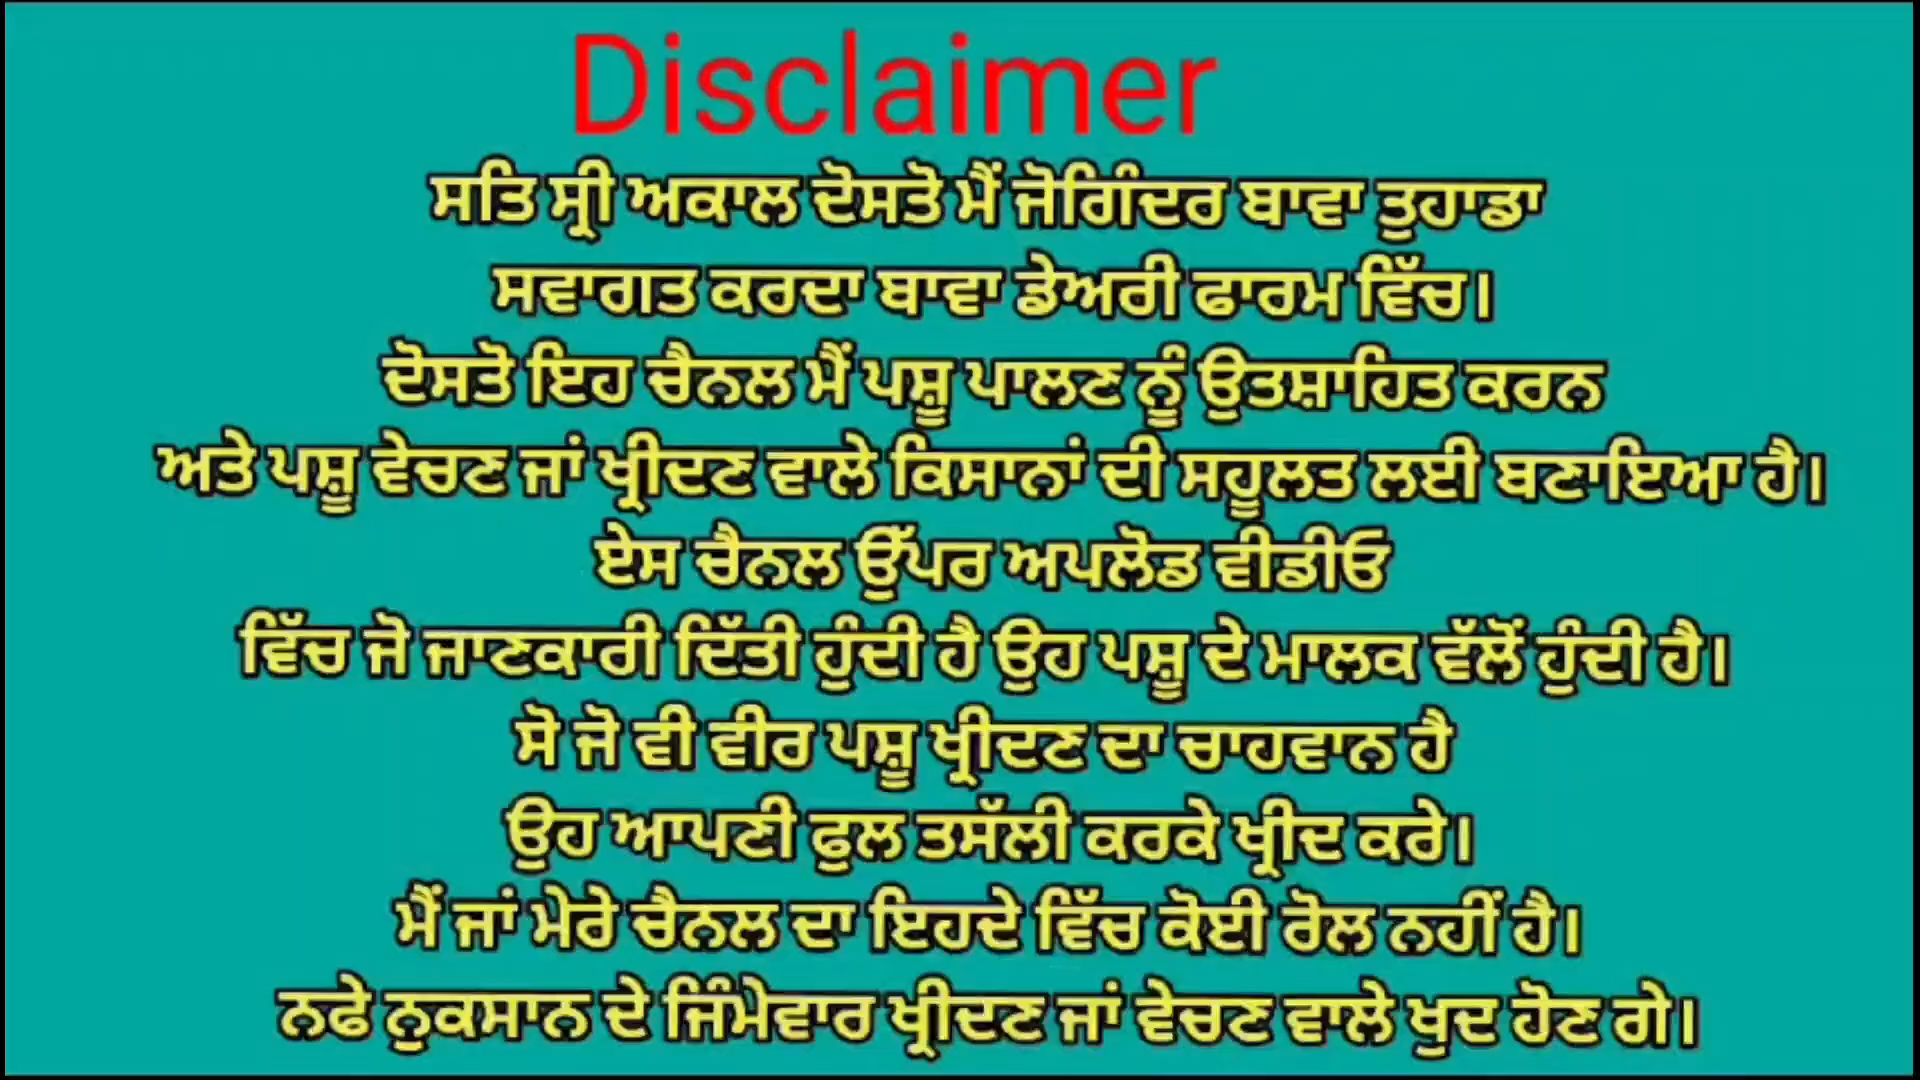 Disclaimer
ਸਤਿ ਸ੍ਰੀ ਅਕਾਲ ਦੋਸਤੋ ਮੈਂ ਜੋਗਿੰਦਰ ਬਾਵਾ ਤੁਹਾਡਾ
ਸਵਾਗਤ ਕਰਦਾ ਬਾਵਾ ਡੇਅਰੀ ਫਾਰਮ ਵਿੱਚ।
ਦੋਸਤੋ ਇਹ ਚੈਨਲ ਮੈਂ ਪਸ਼ੂ ਪਾਲਣ ਨੂੰ ਉਤਸ਼ਾਹਿਤ ਕਰਨ
ਅਤੇ ਪਸ਼ੂ ਵੇਚਣ ਜਾਂ ਖ੍ਰੀਦਣ ਵਾਲੇ ਕਿਸਾਨਾਂ ਦੀ ਸਹੂਲਤ ਲਈ ਬਣਾਇਆ ਹੈ।
ਏਸ ਚੈਨਲ ਉੱਪਰ ਅਪਲੋਡ ਵੀਡੀਓ
ਵਿੱਚ ਜੋ ਜਾਣਕਾਰੀ ਦਿੱਤੀ ਹੁੰਦੀ ਹੈ ਉਹ ਪਸ਼ੂ ਦੇ ਮਾਲਕ ਵੱਲੋਂ ਹੁੰਦੀ ਹੈ।
ਸੋ ਜੋ ਵੀ ਵੀਰ ਪਸ਼ੂ ਖ੍ਰੀਦਣ ਦਾ ਚਾਹਵਾਨ ਹੈ
ਉਹ ਆਪਣੀ ਫੁਲ ਤਸੱਲੀ ਕਰਕੇ ਖ੍ਰੀਦ ਕਰੇ।
ਮੈਂ ਜਾਂ ਮੇਰੇ ਚੈਨਲ ਦਾ ਇਹਦੇ ਵਿੱਚ ਕੋਈ ਰੋਲ ਨਹੀਂ ਹੈ।
ਨਫੇ ਨੁਕਸਾਨ ਦੇ ਜਿੰਮੇਵਾਰ ਖ੍ਰੀਦਣ ਜਾਂ ਵੇਚਣ ਵਾਲੇ ਖੁਦ ਹੋਣ ਗੇ।